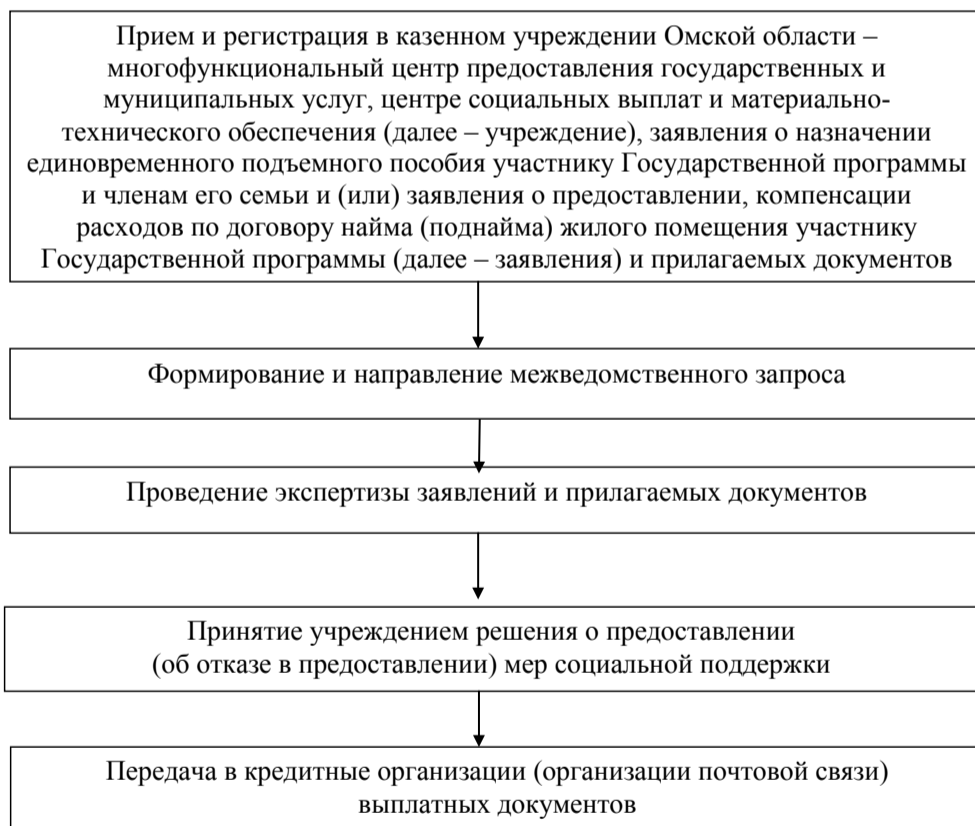 Прием и регистрация в казенном учреждении Омской области –
многофункциональный центр предоставления государственных и
муниципальных услуг, центре социальных выплат и материально-
технического обеспечения (далее – учреждение), заявления о назначении
единовременного подъемного пособия участнику Государственной программы
и членам его семьи и (или) заявления о предоставлении, компенсации
расходов по договору найма (поднайма) жилого помещения участнику
Государственной программы (далее – заявления) и прилагаемых документов
Формирование и направление межведомственного запроса
Проведение экспертизы заявлений и прилагаемых документов
Принятие учреждением решения о предоставлении
(об отказе в предоставлении) мер социальной поддержки
Передача в кредитные организации (организации почтовой связи)
выплатных документов